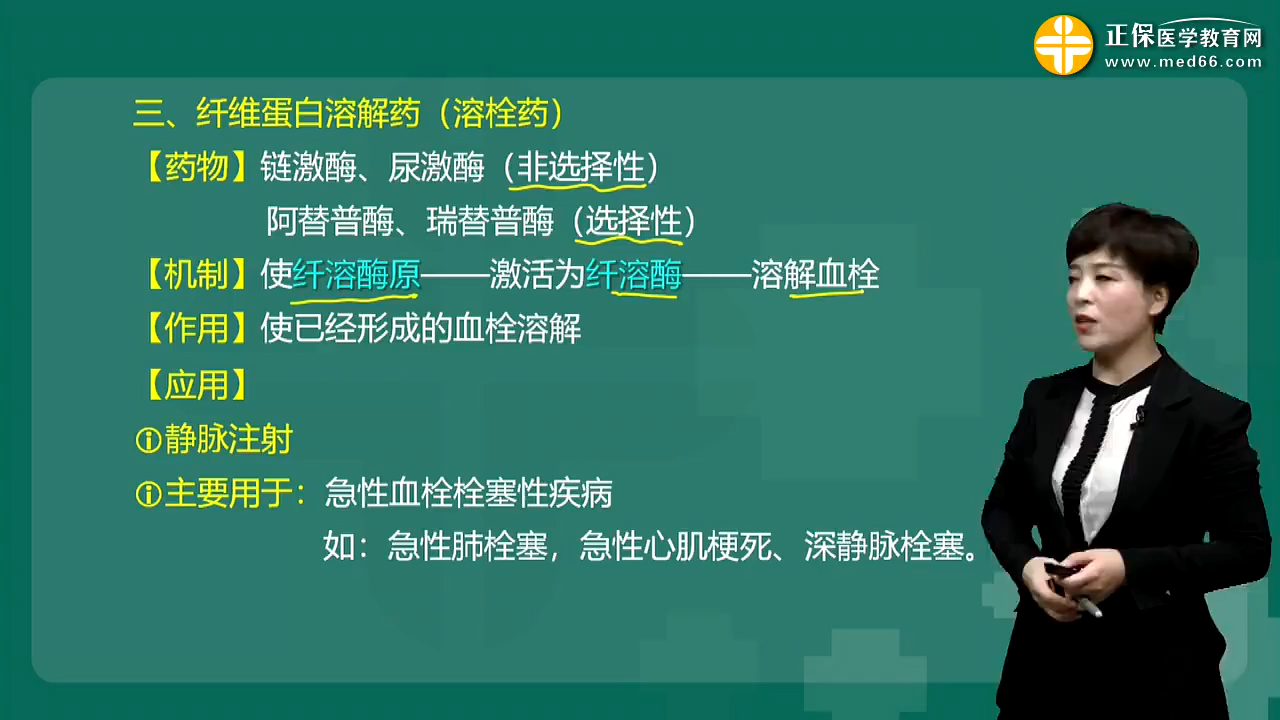 正保医学教育网
www.med66.com
三、纤维蛋白溶解药（溶栓药）
【药物】链激酶、尿激酶（非选择性）
阿替普酶、瑞替普酶（选择性）
【机制】使纤溶酶原——激活为纤溶酶——溶解血栓
【作用】使已经形成的血栓溶解
【应用】
①静脉注射
①主要用于：急性血栓栓塞性疾病
如：急性肺栓塞，急性心肌梗死、深静脉栓塞。